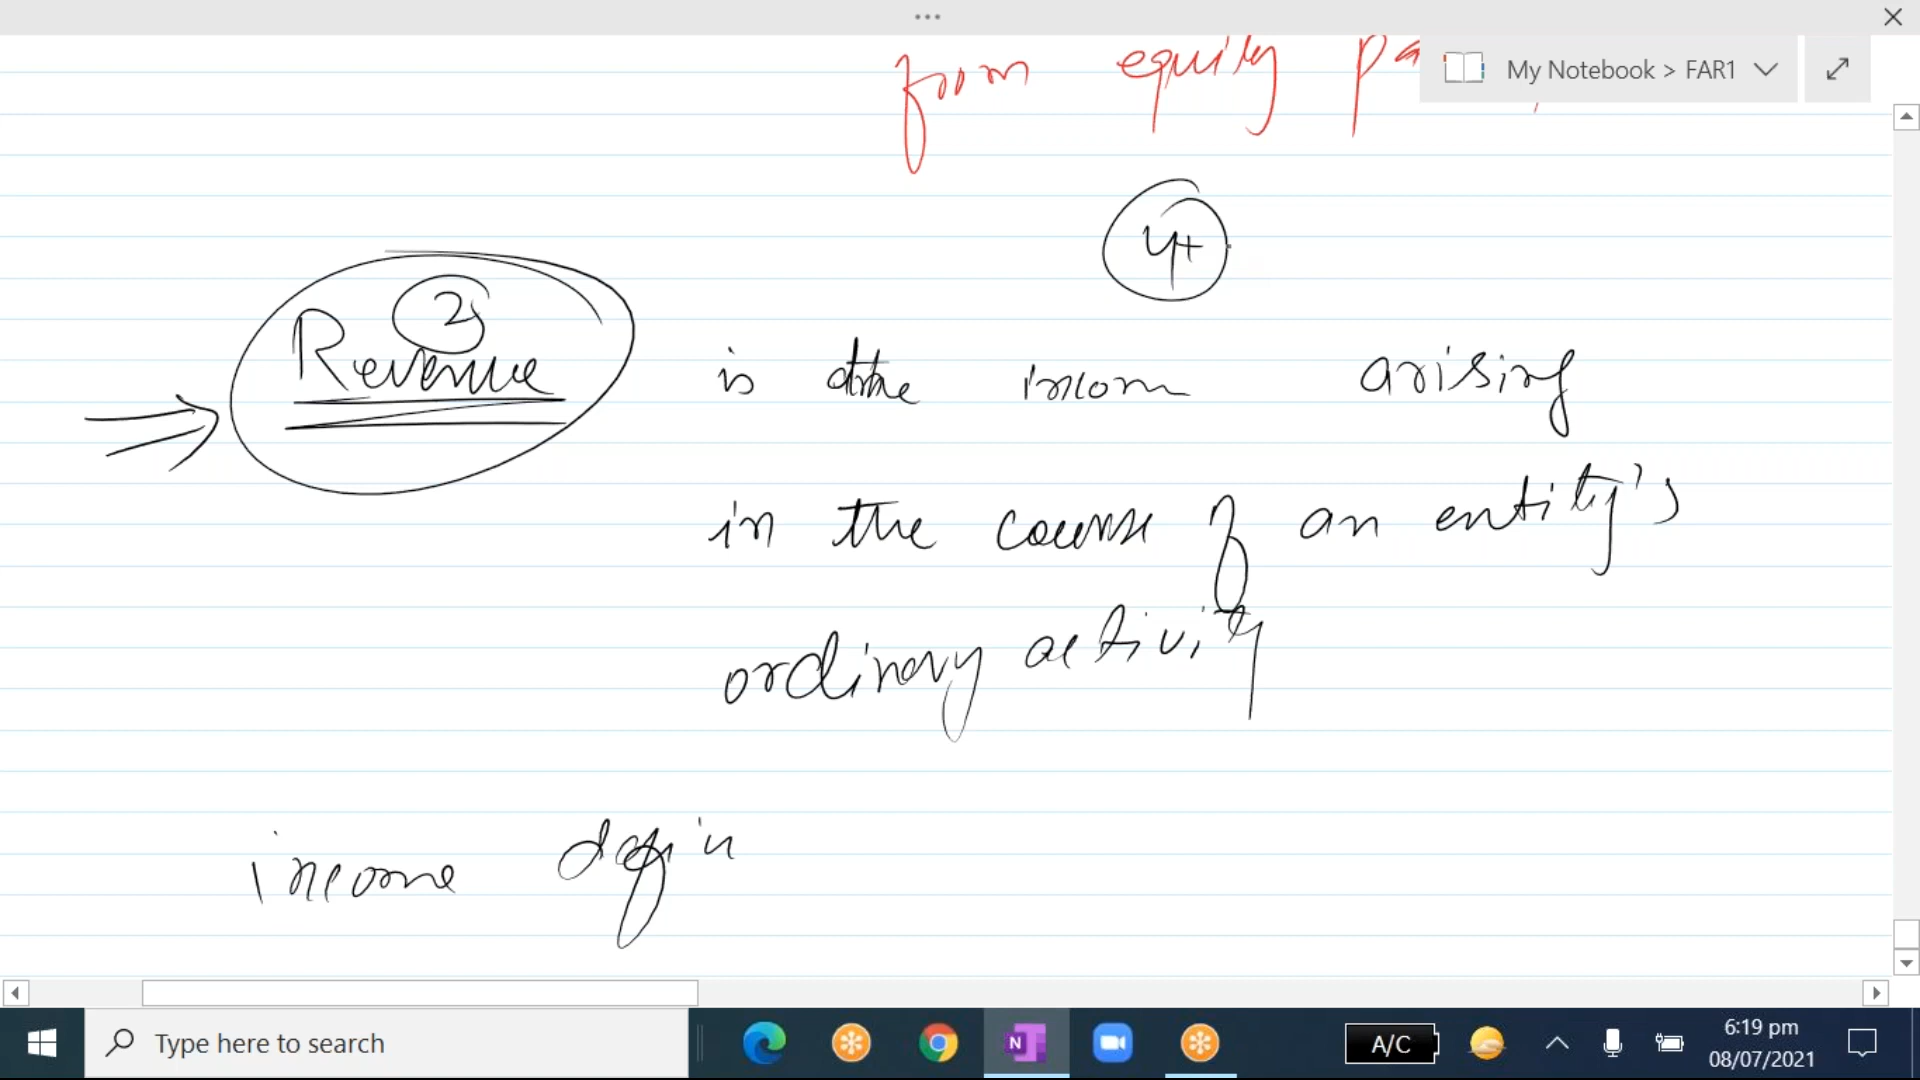 from equity
My Notebook > FAR1
4+
2
Revenue is the income arising
in the course of an entity's
ordinary activity
income defin
Type here to search
N
A/C
6:19 pm
08/07/2021